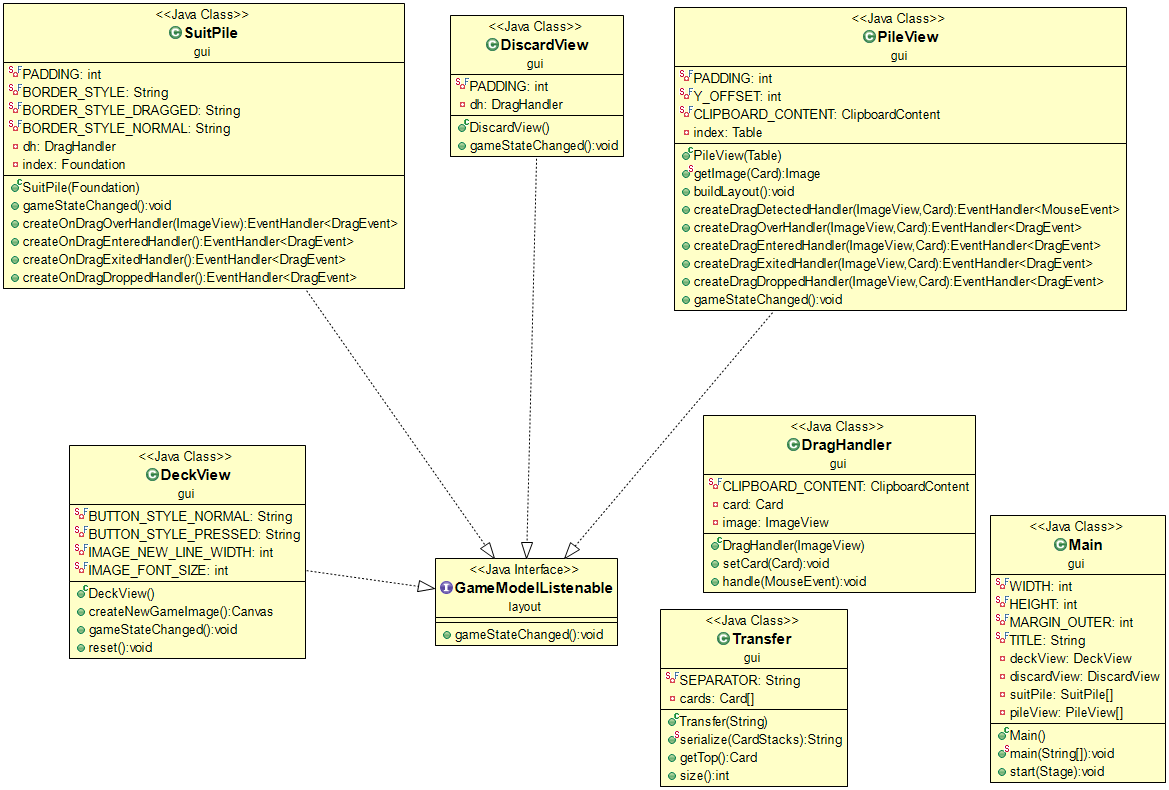 <<Java Class>>
SuitPile
gui
PADDING: int
BORDER_STYLE: String
BORDER_STYLE_DRAGGED: String
BORDER_STYLE_NORMAL: String
dh: DragHandler
index: Foundation
SuitPile(Foundation)
gameStateChanged():void
createOnDragOverHandler(ImageView):EventHandler<DragEvent>
createOnDragEnteredHandler():EventHandler<DragEvent>
createOnDragExitedHandler():EventHandler<DragEvent>
createOnDragDroppedHandler():EventHandler<DragEvent>
<<Java Class>>
DiscardView
gui
PADDING: int
dh: DragHandler
DiscardView()
gameStateChanged():void
<<Java Class>>
PileView
gui
PADDING: int
Y_OFFSET: int
CLIPBOARD_CONTENT: ClipboardContent
index: Table
PileView(Table)
getImage(Card):Image
buildLayout():void
createDragDetectedHandler(ImageView,Card):EventHandler<MouseEvent>
createDragOverHandler(ImageView,Card):EventHandler<DragEvent>
createDragEnteredHandler(ImageView,Card):EventHandler<DragEvent>
createDragExitedHandler(ImageView,Card):EventHandler<DragEvent>
createDragDroppedHandler(ImageView,Card):EventHandler<DragEvent>
gameStateChanged():void
<<Java Class>>
DeckView
gui
BUTTON_STYLE_NORMAL: String
BUTTON_STYLE_PRESSED: String
IMAGE_NEW_LINE_WIDTH: int
IMAGE_FONT_SIZE: int
DeckView()
createNewGameImage():Canvas
gameStateChanged():void
reset():void
<<Java Interface>>
GameModelListenable
layout
gameStateChanged():void
<<Java Class>>
DragHandler
gui
CLIPBOARD_CONTENT: ClipboardContent
card: Card
image: ImageView
DragHandler(ImageView)
setCard(Card):void
handle(MouseEvent):void
<<Java Class>>
Transfer
gui
SEPARATOR: String
cards: Card[]
Transfer(String)
serialize(CardStacks):String
getTop():Card
size():int
<<Java Class>>
Main
gui
WIDTH: int
HEIGHT: int
MARGIN_OUTER: int
TITLE: String
deckView: DeckView
discardView: DiscardView
suitPile: SuitPile[]
pileView: PileView[]
Main()
main(String[]):void
start(Stage):void